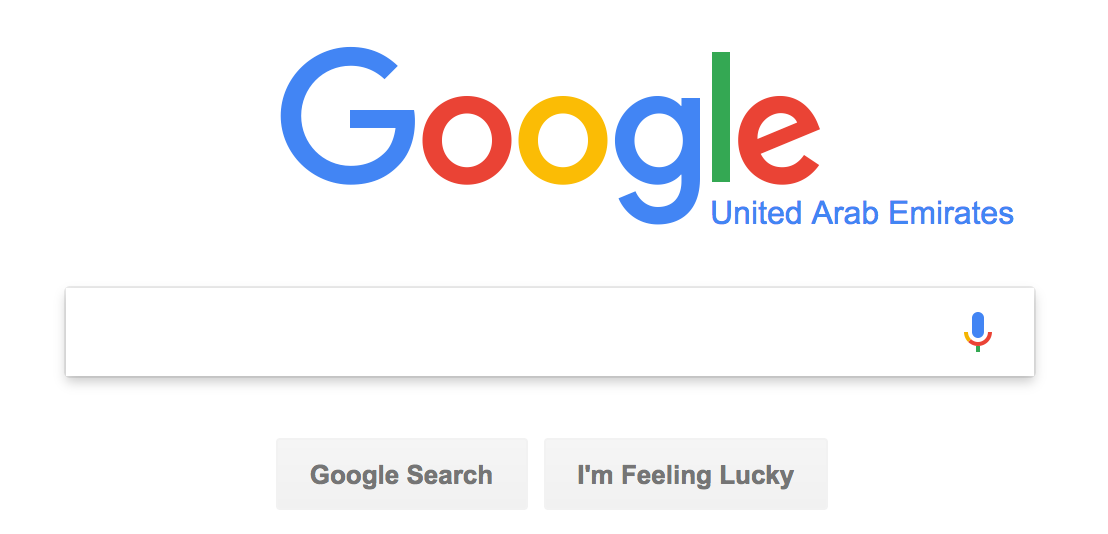 Google
United Arab Emirates
Google Search
I'm Feeling Lucky